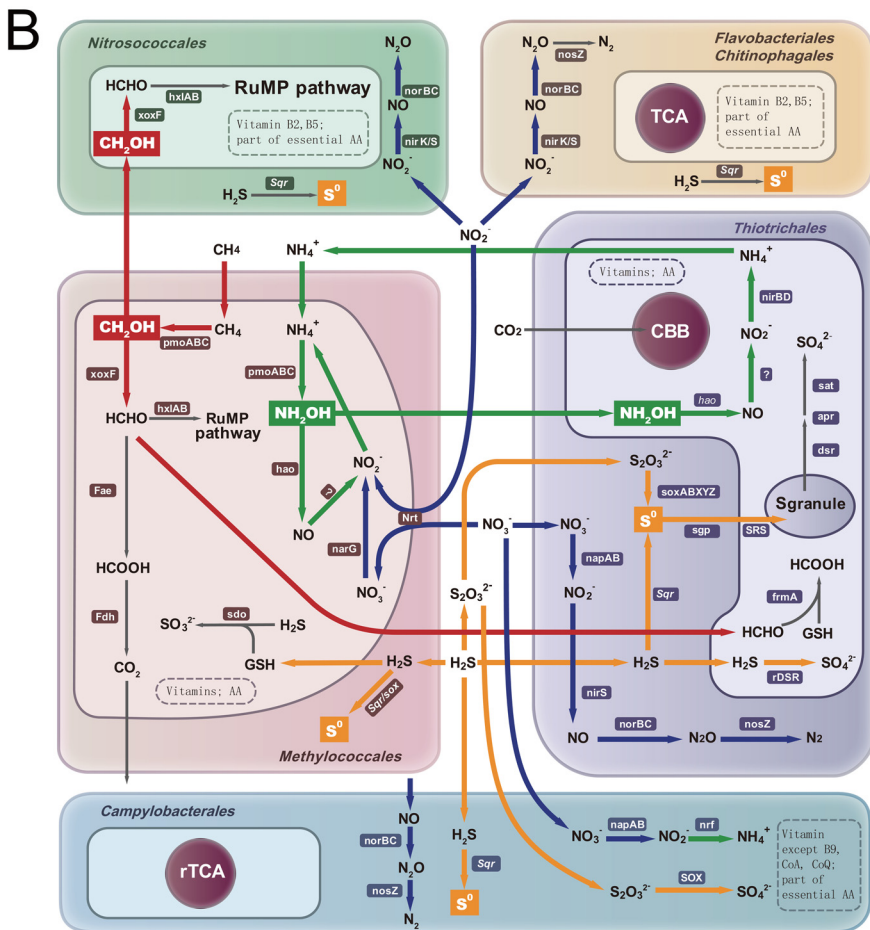 B
Nitrosococcales
HCHO
hxlAB
RuMP pathway
xoxF
CH₂OH
Vitamin B2,B5;
part of
essential AA
N₂O
norBC
NO
nirK/S
NO₂⁻
H₂S
Sqr
S⁰
Flavobacteriales
Chitinophagales
N₂O
nosZ
N₂
norBC
NO
nirK/S
NO₂⁻
TCA
Vitamin B2,B5;
part of
essential AA
H₂S
Sqr
S⁰
NO₂⁻
CH4
NH₄⁺
Thiotrichales
NH₄⁺
Vitamins; AA
nirBD
CO₂
CBB
NO₂⁻
SO₄²⁻
?
sat
NH₂OH
hao
NO
apr
dsr
S₂O₃²⁻
soxABXYZ
S⁰
sgp
SRS
Sgranule
Sqr
HCOOH
frmA
HCHO
GSH
H₂S
H₂S
rDSR
SO₄²⁻
NO₃⁻
NO₃⁻
napAB
NO₂⁻
nirS
NO
norBC
N₂O
nosZ
N₂
CH₂OH
pmoABC
CH₄
NH₄⁺
xoxF
pmoABC
HCHO
hxlAB
RuMP
pathway
NH₂OH
hao
NO₂⁻
?
NO
Nrt
narG
NO₃⁻
Fae
HCOOH
Fdh
CO₂
SO₃²⁻
sdo
H₂S
GSH
H₂S
Sqr/sox
S⁰
Vitamins; AA
Methylococcales
S₂O₃²⁻
H₂S
Campylobacterales
rTCA
NO
norBC
N₂O
nosZ
N₂
H₂S
Sqr
S⁰
NO₃⁻
napAB
NO₂⁻
nrf
NH₄⁺
S₂O₃²⁻
SOX
SO₄²⁻
Vitamin
except B9,
CoA, CoQ;
part of
essential AA